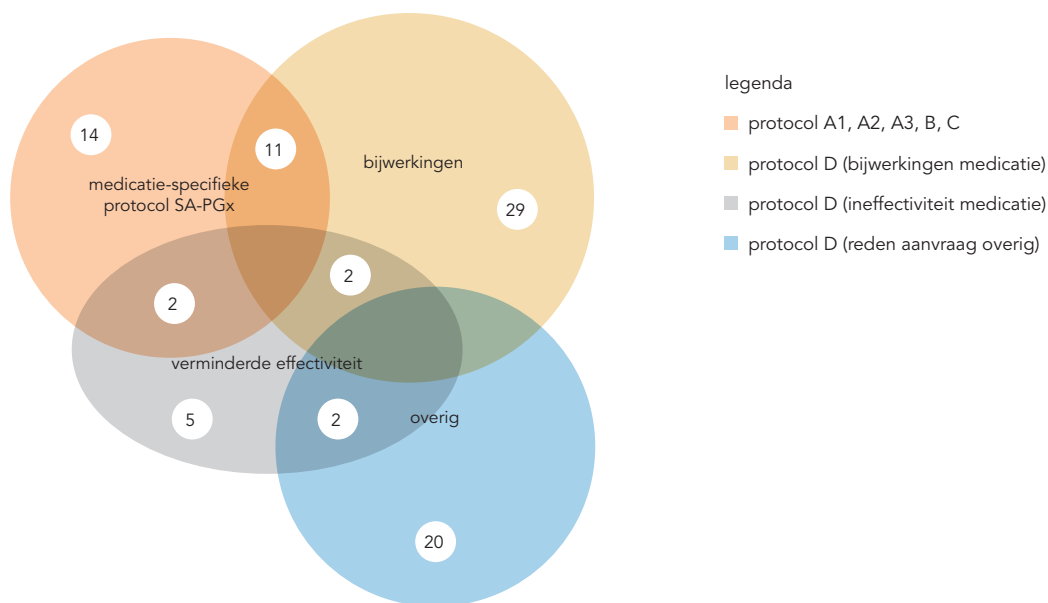 14
11
bijwerkingen
medicatie-specifieke
protocol SA-PGx
29
2
2
verminderde effectiviteit
5
2
overig
20
legenda
protocol A1, A2, A3, B, C
protocol D (bijwerkingen medicatie)
protocol D (ineffectiviteit medicatie)
protocol D (reden aanvraag overig)